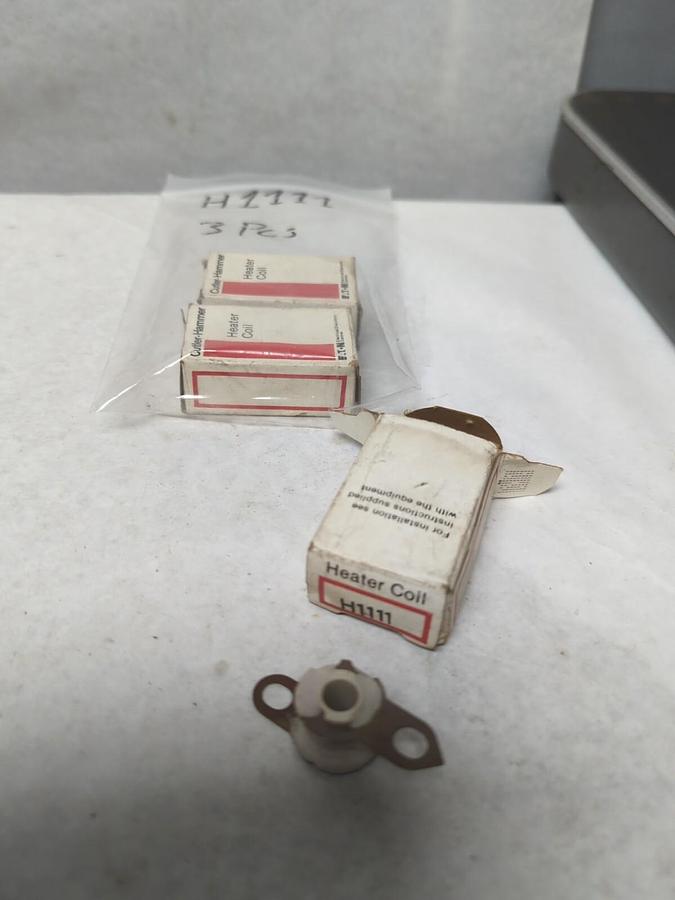 H1111
3 Pcs
Cutler-Hammer
Heater
Coil
E·T·N
Cutler-Hammer
Heater
Coil
E·T·N
For installation see
instructions supplied
with the equipment
Heater Coil
H1111